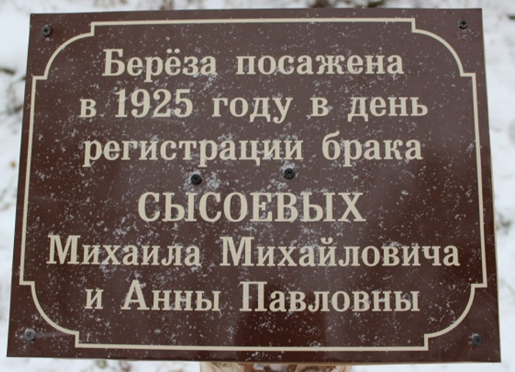 Берёза посажена
в 1925 году в день
регистрации брака
СЫСОЕВЫХ
Михаила Михайловича
и Анны Павловны